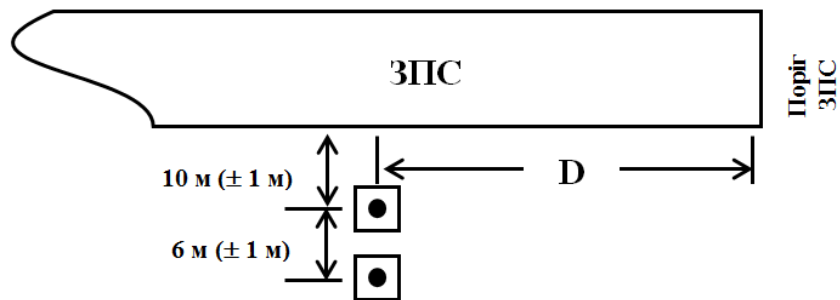 ЗПС
Поріг
ЗПС
10 м (± 1 м)
D
6 м (± 1 м)